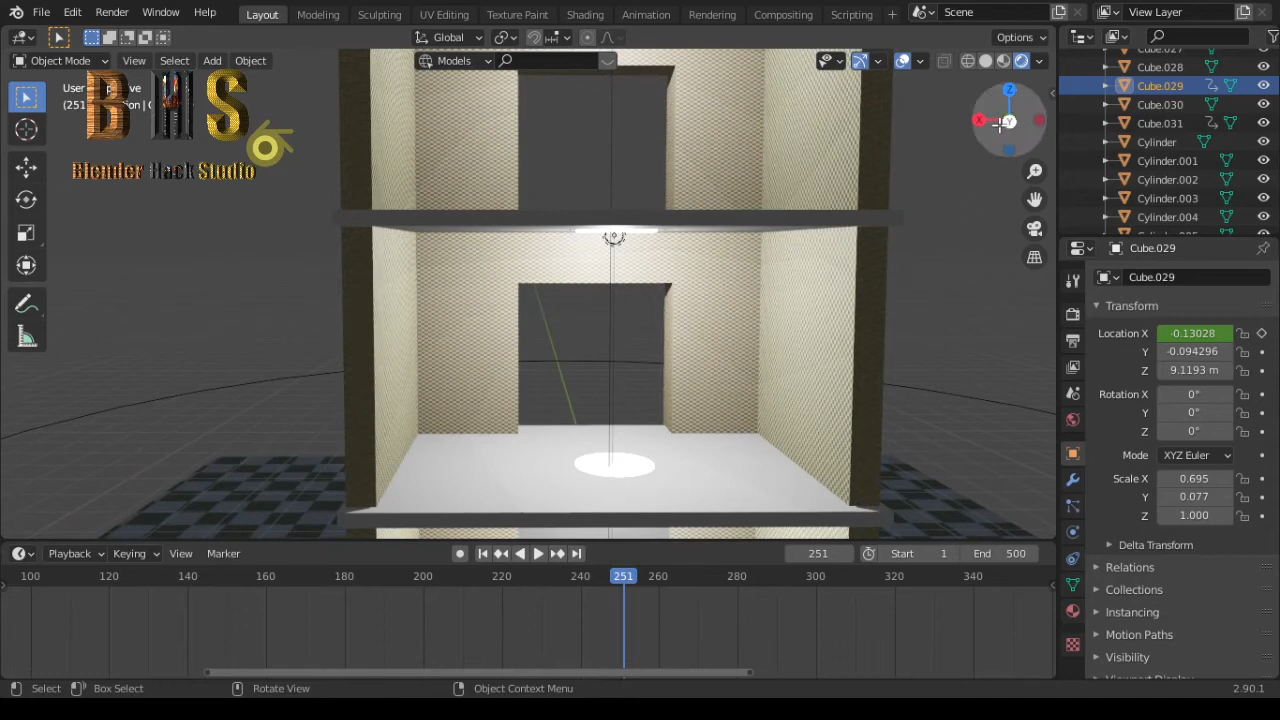 File Edit Render Window Help Layout Modeling Sculpting UV Editing Texture Paint Shading Animation Rendering Compositing Scripting + Scene View Layer
Global Options
Object Mode View Select Add Object Models
Cube.028
Cube.029
Cube.030
Cube.031
Cylinder
Cylinder.001
Cylinder.002
Cylinder.003
Cylinder.004
BHS
Blender Hack Studio
X Y Z
Cube.029
Cube.029
Transform
Location X -0.13028
Y -0.094296
Z 9.1193 m
Rotation X 0°
Y 0°
Z 0°
Mode XYZ Euler
Scale X 0.695
Y 0.077
Z 1.000
Delta Transform
Relations
Collections
Instancing
Motion Paths
Visibility
Playback Keying View Marker 251 Start 1 End 500
100 120 140 160 180 200 220 240 251 260 280 300 320 340
Select Box Select Rotate View Object Context Menu 2.90.1